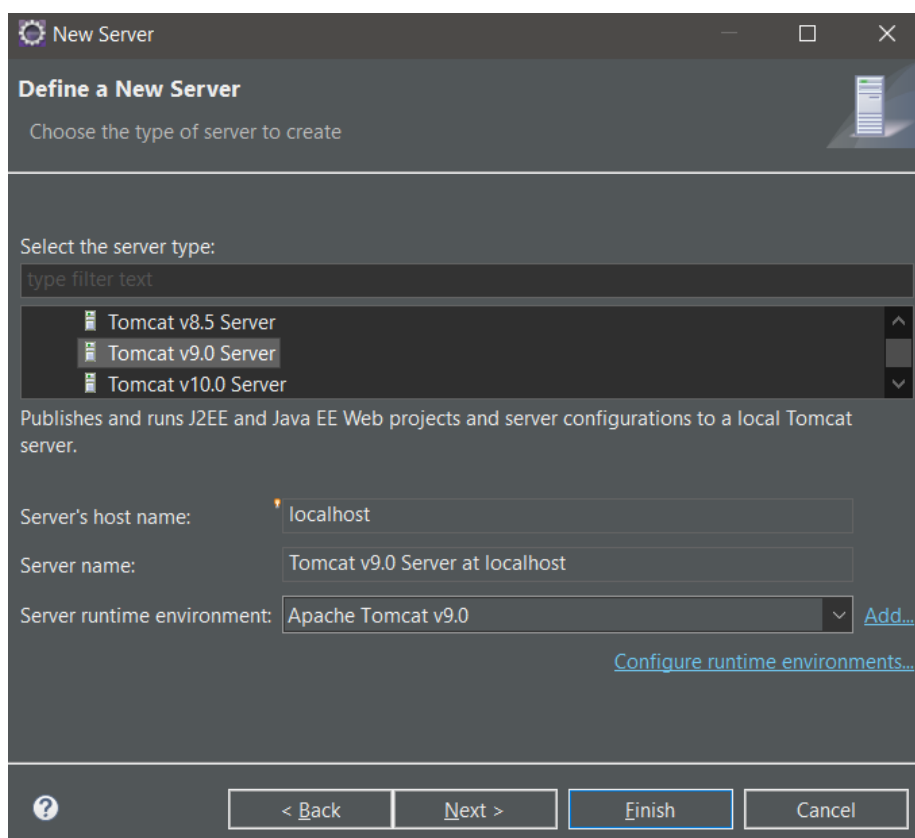 New Server
Define a New Server
Choose the type of server to create
Select the server type:
type filter text
Tomcat v8.5 Server
Tomcat v9.0 Server
Tomcat v10.0 Server
Publishes and runs J2EE and Java EE Web projects and server configurations to a local Tomcat
server.
Server's host name: localhost
Server name: Tomcat v9.0 Server at localhost
Server runtime environment: Apache Tomcat v9.0 Add...
Configure runtime environments...
? < Back Next > Finish Cancel